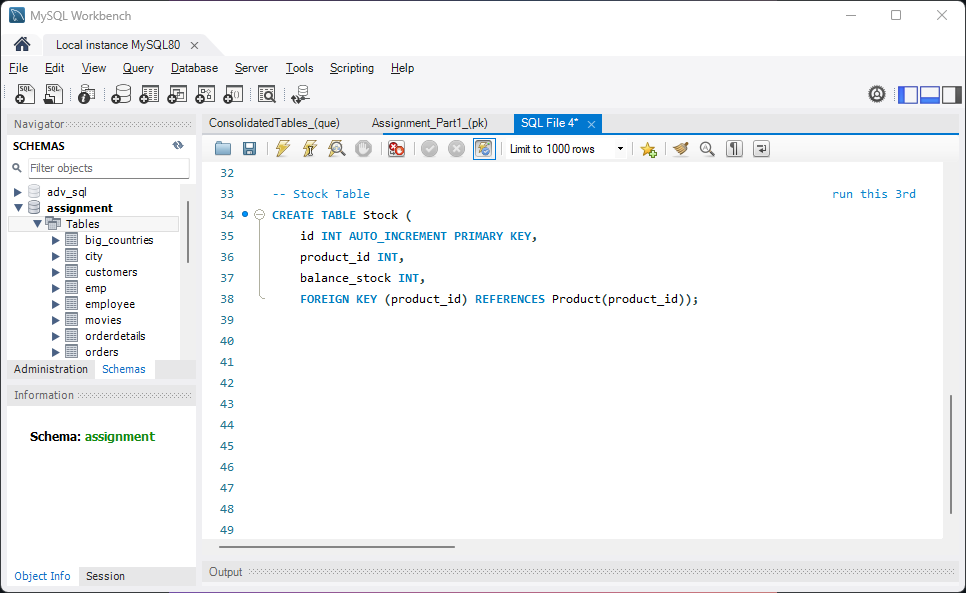 MySQL Workbench
Local instance MySQL80
File Edit View Query Database Server Tools Scripting Help
Navigator
SCHEMAS
Filter objects
adv_sql
assignment
Tables
big_countries
city
customers
emp
employee
movies
orderdetails
orders
Administration Schemas
Information
Schema: assignment
Object Info Session
ConsolidatedTables_(que) Assignment_Part1_(pk) SQL File 4*
Limit to 1000 rows
32
33 -- Stock Table run this 3rd
34 CREATE TABLE Stock (
35 id INT AUTO_INCREMENT PRIMARY KEY,
36 product_id INT,
37 balance_stock INT,
38 FOREIGN KEY (product_id) REFERENCES Product(product_id));
39
40
41
42
43
44
45
46
47
48
49
Output